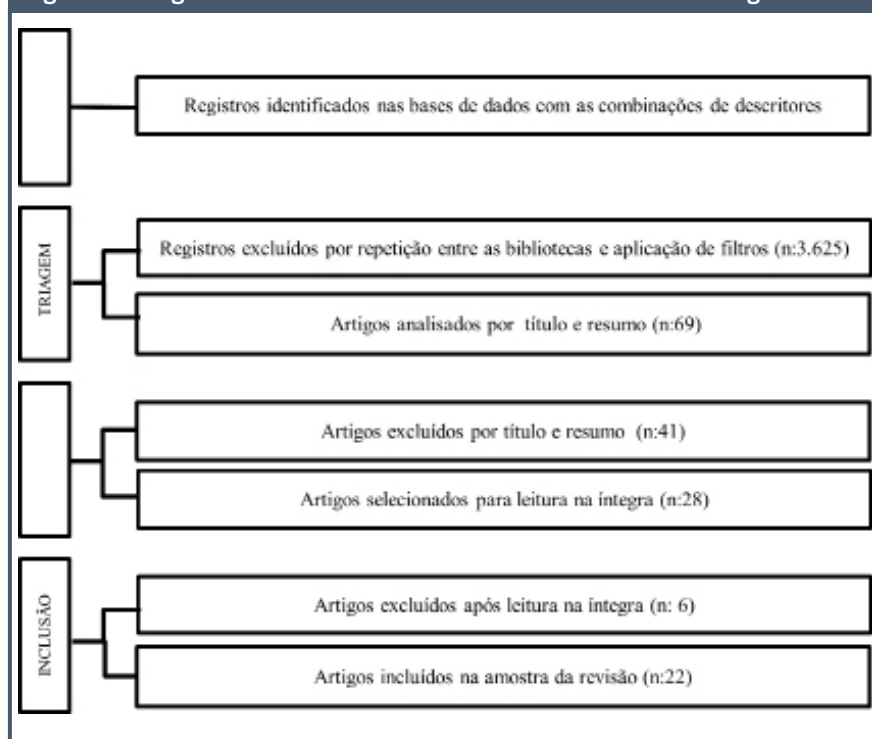 Registros identificados nas bases de dados com as combinações de descritores
TRIAGEM
Registros excluídos por repetição entre as bibliotecas e aplicação de filtros (n:3.625)
Artigos analisados por título e resumo (n:69)
Artigos excluídos por título e resumo (n:41)
Artigos selecionados para leitura na íntegra (n:28)
INCLUSÃO
Artigos excluídos após leitura na íntegra (n: 6)
Artigos incluídos na amostra da revisão (n:22)